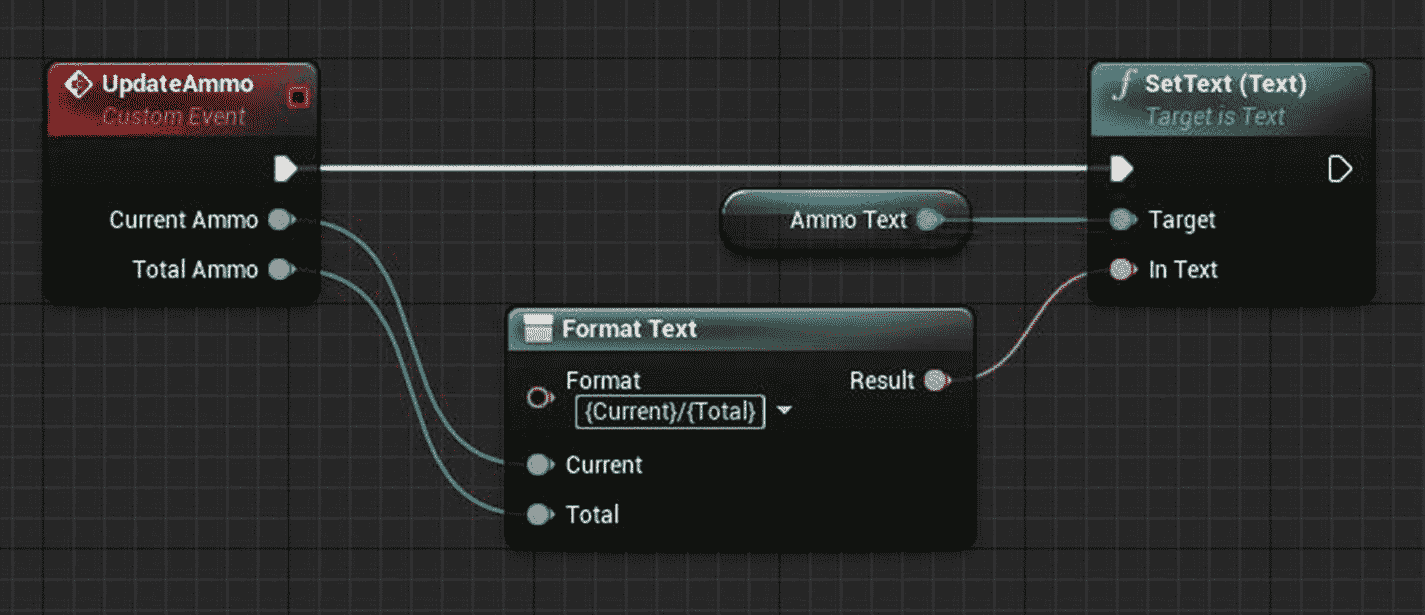 UpdateAmmo
Custom Event
Current Ammo
Total Ammo
Ammo Text
Format Text
Format
{Current}/{Total}
Result
Current
Total
f SetText (Text)
Target is Text
Target
In Text